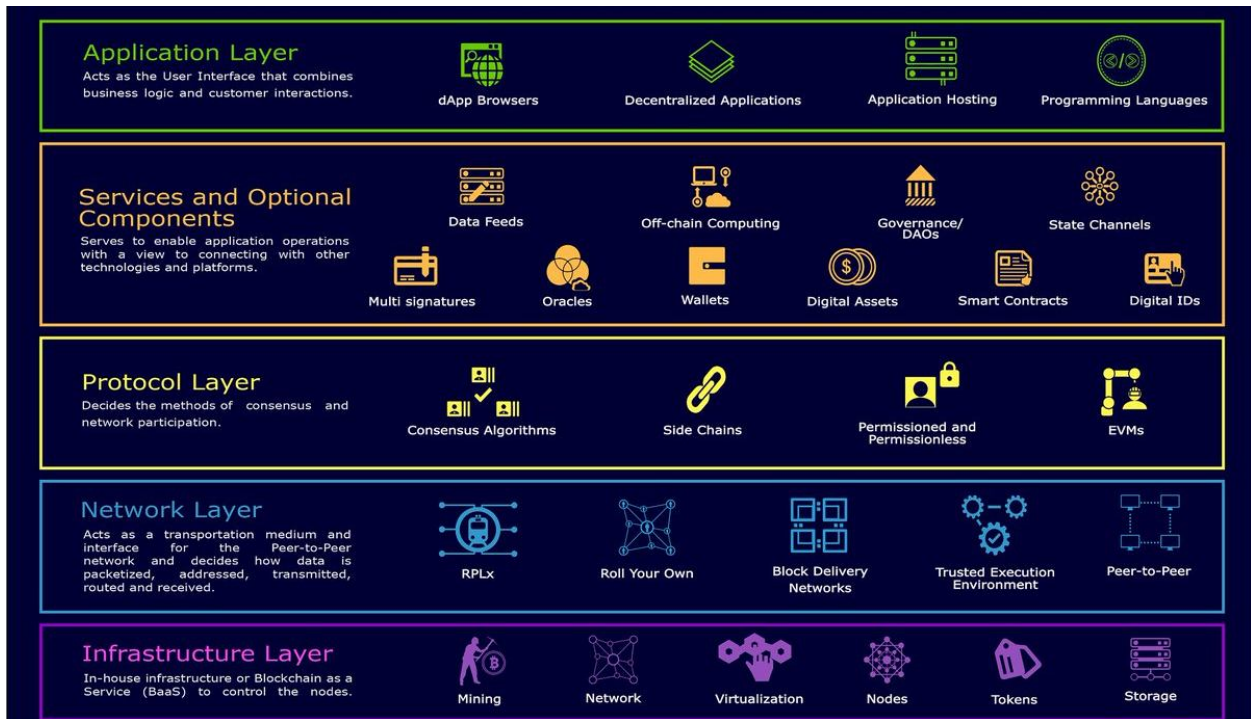 Application Layer
Acts as the User Interface that combines
business logic and customer interactions.
dApp Browsers
Decentralized Applications
Application Hosting
Programming Languages
Services and Optional
Components
Serves to enable application operations
with a view to connecting with other
technologies and platforms.
Data Feeds
Off-chain Computing
Governance/
DAOs
State Channels
Multi signatures
Oracles
Wallets
$
Digital Assets
Smart Contracts
Digital IDs
Protocol Layer
Decides the methods of consensus and
network participation.
Consensus Algorithms
Side Chains
Permissioned and
Permissionless
EVMs
Network Layer
Acts as a transportation medium and
interface for the Peer-to-Peer
network and decides how data is
packetized, addressed, transmitted,
routed and received.
RPLx
Roll Your Own
Block Delivery
Networks
Trusted Execution
Environment
Peer-to-Peer
Infrastructure Layer
In-house infrastructure or Blockchain as a
Service (BaaS) to control the nodes.
Mining
Network
Virtualization
Nodes
Tokens
Storage